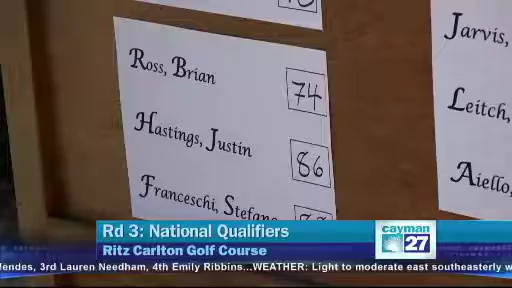 Ross, Brian 74
Hastings, Justin 86
Franceschi, Stefano
Jarvis,
Leitch,
Aiello,
Rd 3: National Qualifiers
Ritz Carlton Golf Course
cayman
27
fendes, 3rd Lauren Needham, 4th Emily Ribbins...WEATHER: Light to moderate east southeasterly w